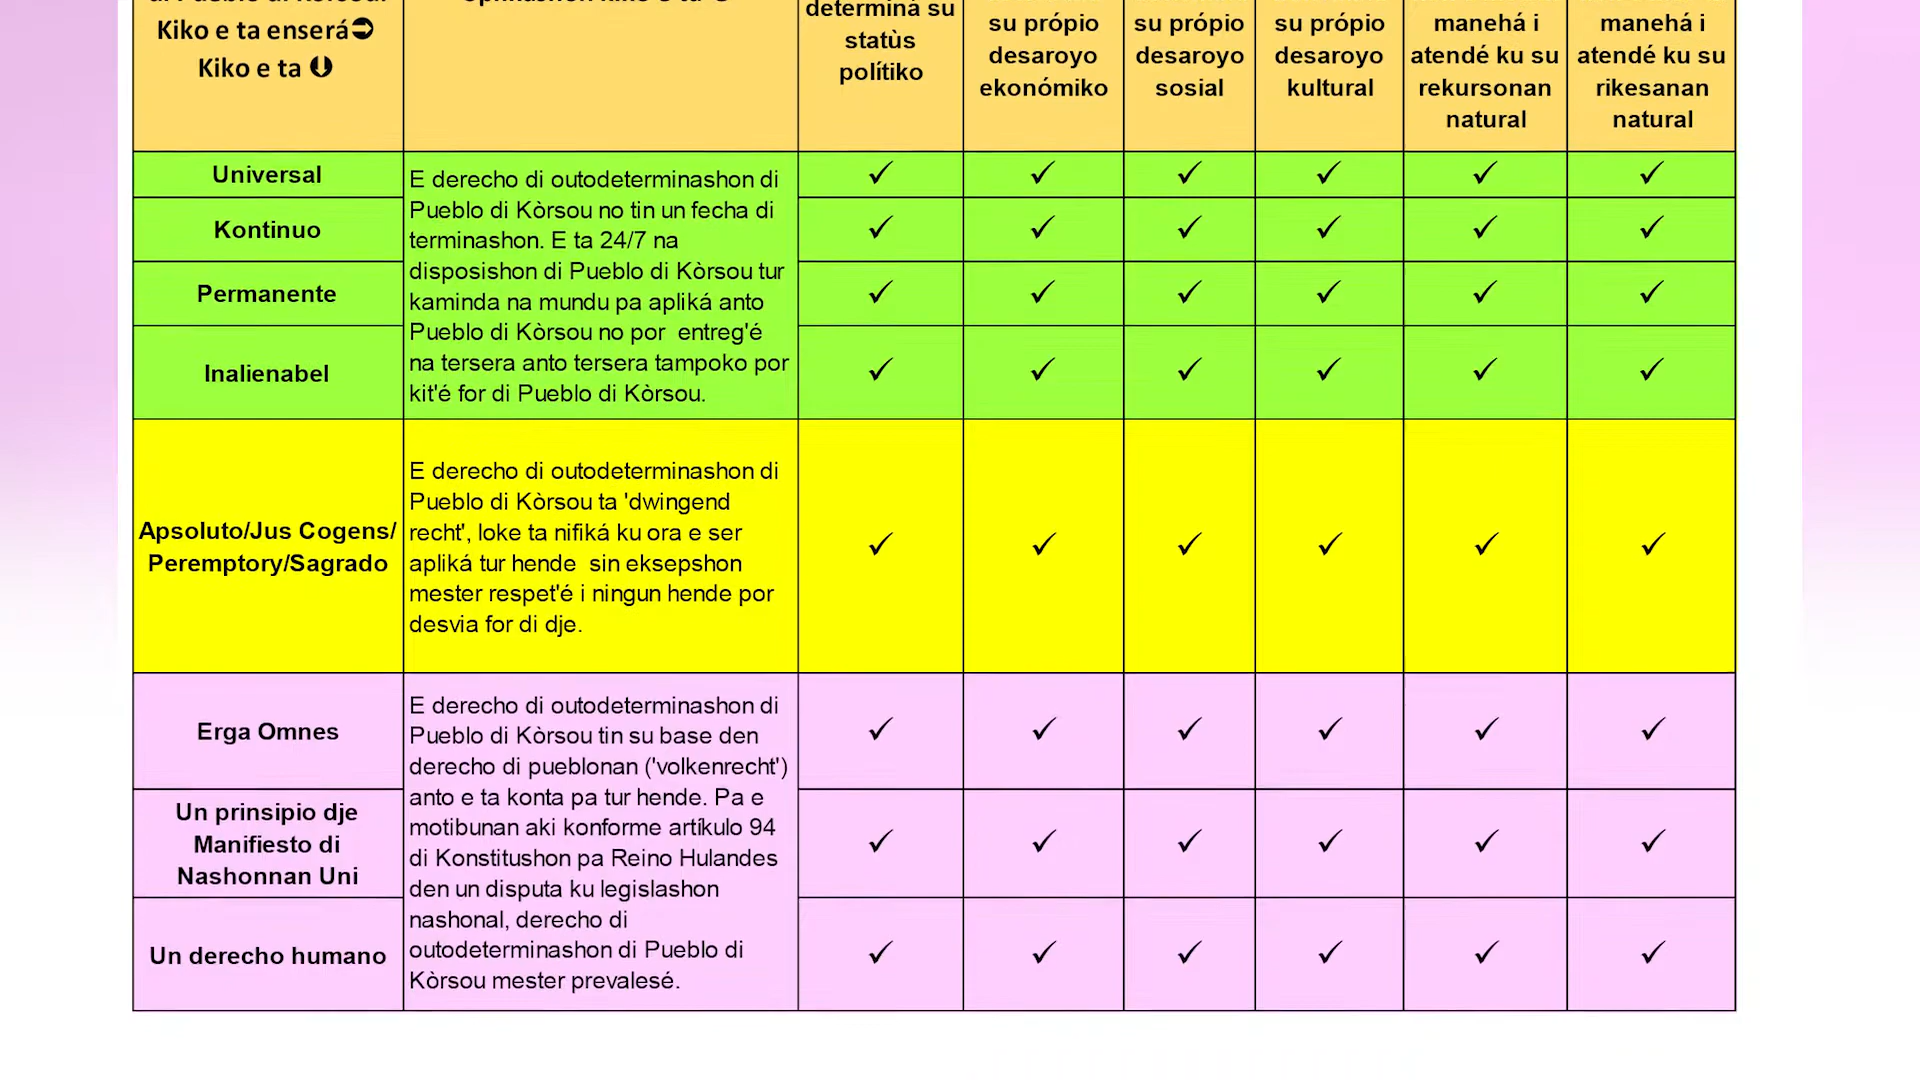 Kiko e ta enserá
Kiko e ta
determiná su
statùs
polítiko
su própio
desaroyo
ekonómiko
su própio
desaroyo
sosial
su própio
desaroyo
kultural
manehá i
atendé ku su
rekursonan
natural
manehá i
atendé ku su
rikesanan
natural
Universal
Kontinuo
Permanente
Inalienabel
E derecho di outodeterminashon di
Pueblo di Kòrsou no tin un fecha di
terminashon. E ta 24/7 na
disposishon di Pueblo di Kòrsou tur
kaminda na mundu pa apliká anto
Pueblo di Kòrsou no por entreg'é
na tersera anto tersera tampoko por
kit'é for di Pueblo di Kòrsou.
Apsoluto/Jus Cogens/
Peremptory/Sagrado
E derecho di outodeterminashon di
Pueblo di Kòrsou ta 'dwingend
recht', loke ta nifiká ku ora e ser
apliká tur hende sin eksepshon
mester respet'é i ningun hende por
desvia for di dje.
Erga Omnes
Un prinsipio dje
Manifiesto di
Nashonnan Uni
Un derecho humano
E derecho di outodeterminashon di
Pueblo di Kòrsou tin su base den
derecho di pueblonan ('volkenrecht')
anto e ta konta pa tur hende. Pa e
motibunan aki konforme artíkulo 94
di Konstitushon pa Reino Hulandes
den un disputa ku legislashon
nashonal, derecho di
outodeterminashon di Pueblo di
Kòrsou mester prevalesé.